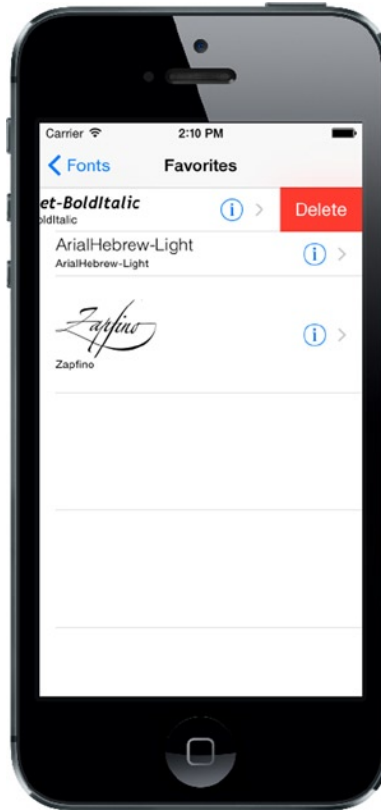 Carrier 2:10 PM
Fonts Favorites
et-BoldItalic
oldItalic
Delete
ArialHebrew-Light
ArialHebrew-Light
Zapfino
Zapfino